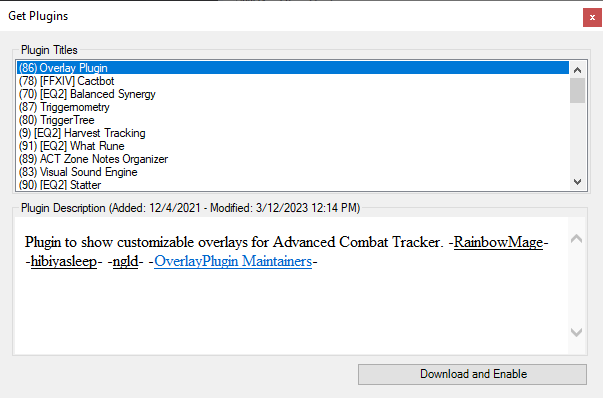 Get Plugins
Plugin Titles
(86) Overlay Plugin
(78) [FFXIV] Cactbot
(70) [EQ2] Balanced Synergy
(87) Triggernometry
(80) TriggerTree
(9) [EQ2] Harvest Tracking
(91) [EQ2] What Rune
(89) ACT Zone Notes Organizer
(83) Visual Sound Engine
(90) [EQ2] Statter
Plugin Description (Added: 12/4/2021 - Modified: 3/12/2023 12:14 PM)
Plugin to show customizable overlays for Advanced Combat Tracker. -RainbowMage-
-hibiyasleep- -ngld- -OverlayPlugin Maintainers-
Download and Enable